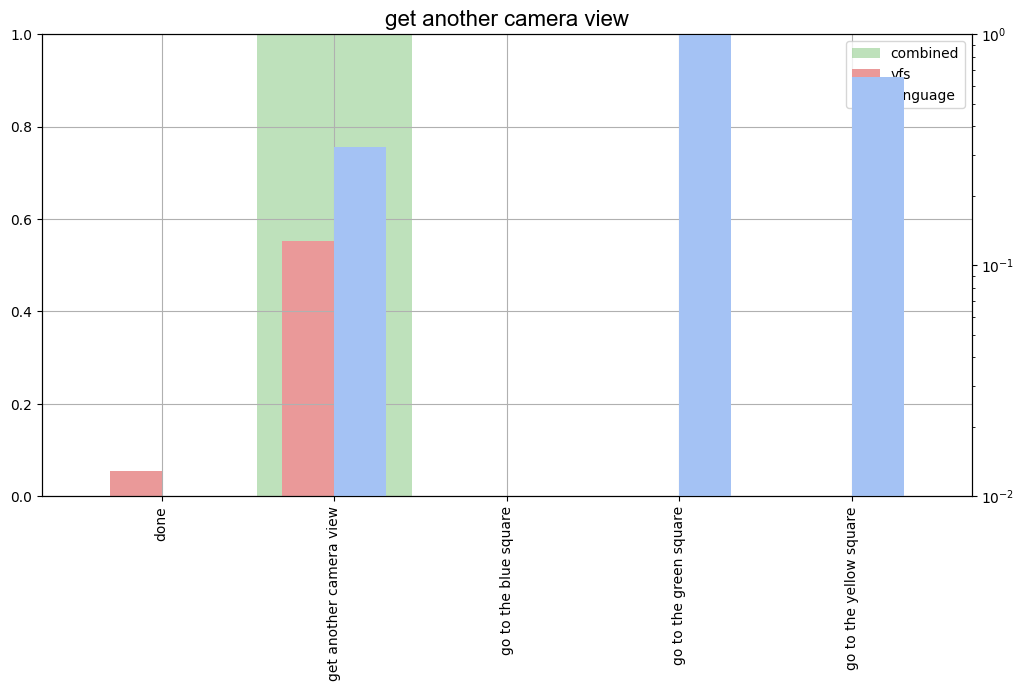 get another camera view
1.0
0.8
0.6
0.4
0.2
0.0
10⁰
10⁻¹
10⁻²
combined
vfs
done
get another camera view
go to the blue square
go to the green square
go to the yellow square